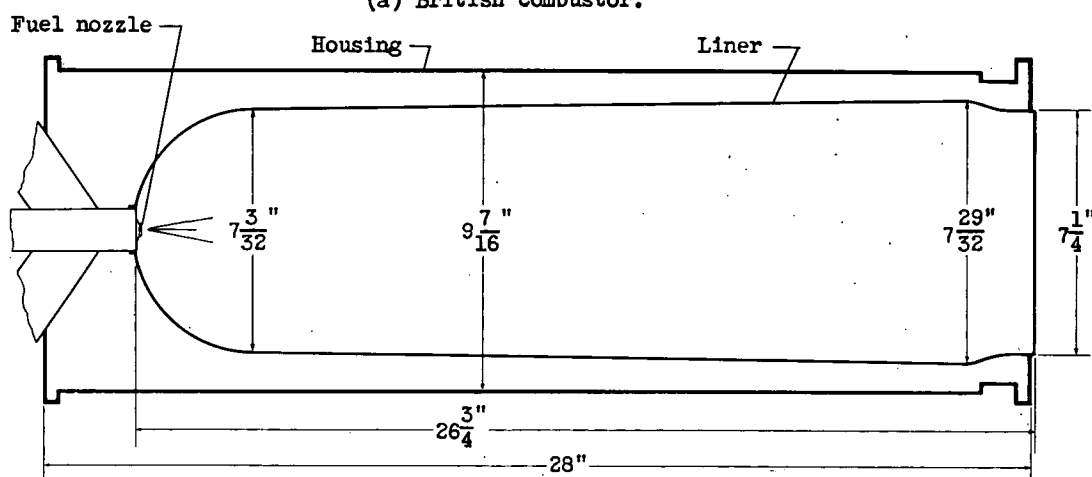 (a) British combustor.
Fuel nozzle
Housing
Liner
7 3/32"
9 7/16"
7 29/32"
7 1/4"
26 3/4"
28"